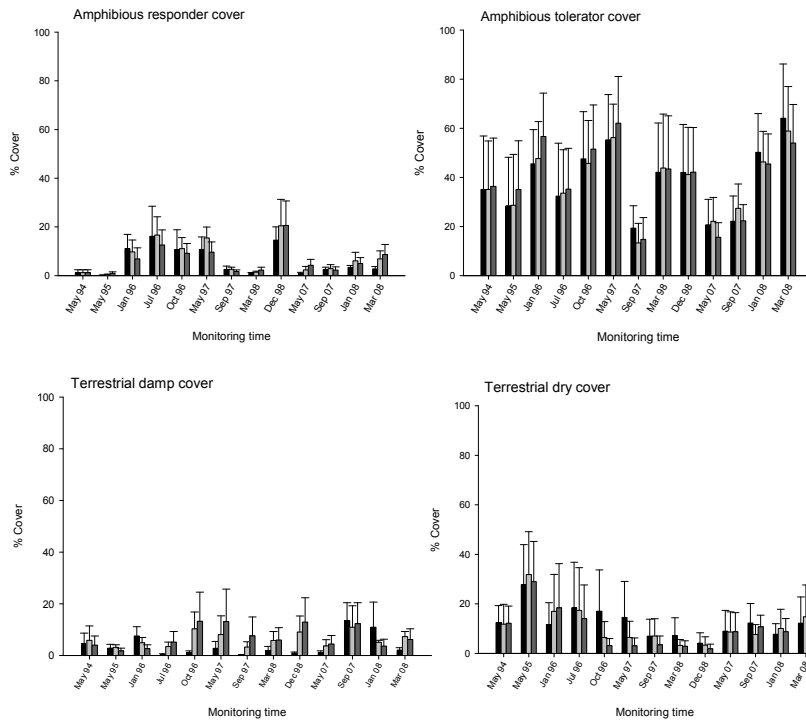 Amphibious responder cover
100
80
60
40
20
0
% Cover
May 94
May 95
Jan 96
Jul 96
Oct 96
May 97
Sep 97
Mar 98
Dec 98
May 07
Sep 07
Jan 08
Mar 08
Monitoring time
Amphibious tolerator cover
100
80
60
40
20
0
% Cover
May 94
May 95
Jan 96
Jul 96
Oct 96
May 97
Sep 97
Mar 98
Dec 98
May 07
Sep 07
Jan 08
Mar 08
Monitoring time
Terrestrial damp cover
100
80
60
40
20
0
% Cover
May 94
May 95
Jan 96
Jul 96
Oct 96
May 97
Sep 97
Mar 98
Dec 98
May 07
Sep 07
Jan 08
Mar 08
Monitoring time
Terrestrial dry cover
100
80
60
40
20
0
% Cover
May 94
May 95
Jan 96
Jul 96
Oct 96
May 97
Sep 97
Mar 98
Dec 98
May 07
Sep 07
Jan 08
Mar 08
Monitoring time